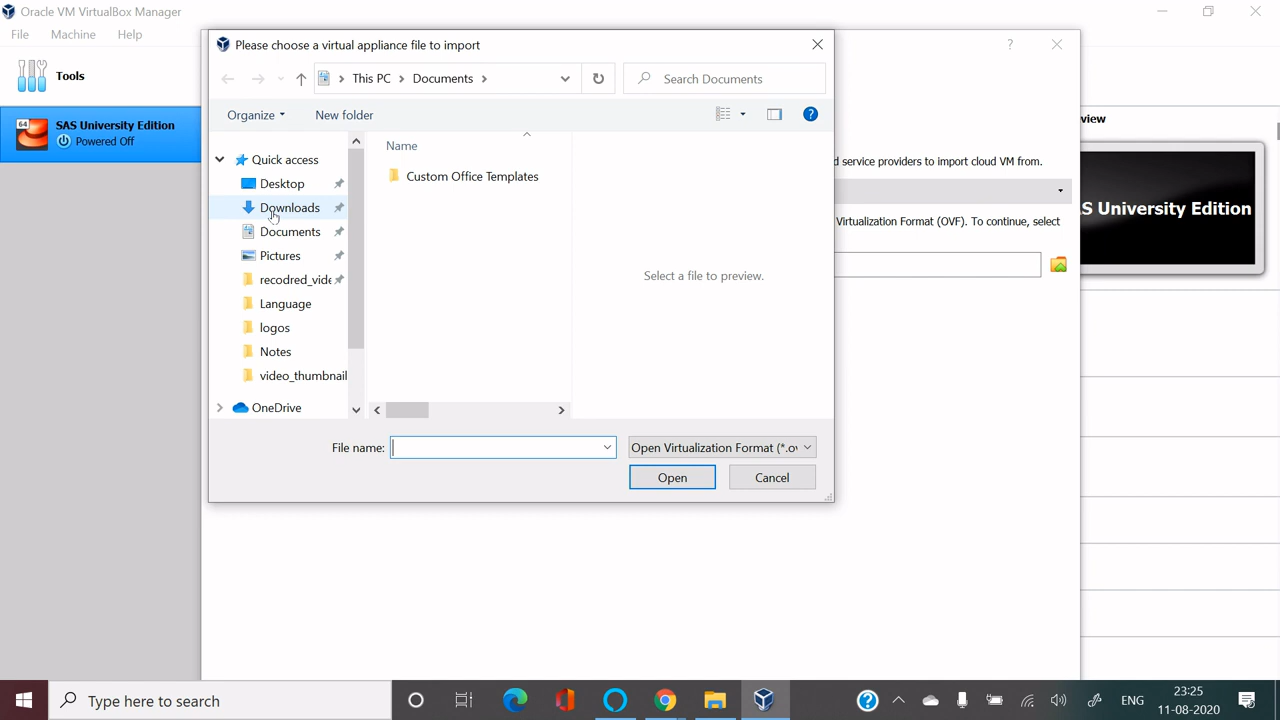 Oracle VM VirtualBox Manager
File Machine Help
Tools
64 SAS University Edition
Powered Off
Please choose a virtual appliance file to import
This PC Documents
Search Documents
Organize New folder
Name
Quick access
Desktop
Downloads
Documents
Pictures
recodred_vide
Language
logos
Notes
video_thumbnail
OneDrive
Custom Office Templates
Select a file to preview.
File name:
Open Virtualization Format (*.ov
Open Cancel
d service providers to import cloud VM from.
Virtualization Format (OVF). To continue, select
view
S University Edition
Type here to search
ENG
23:25
11-08-2020